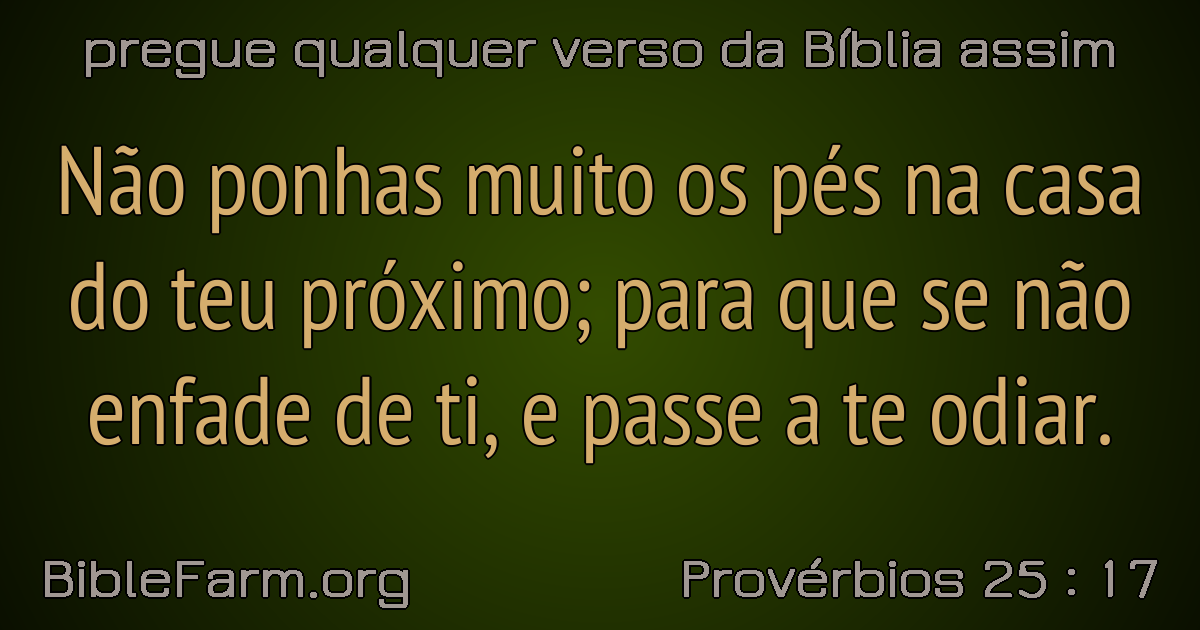 pregue qualquer verso da Bíblia assim
Não ponhas muito os pés na casa
do teu próximo; para que se não
enfade de ti, e passe a te odiar.
BibleFarm.org
Provérbios 25 : 17